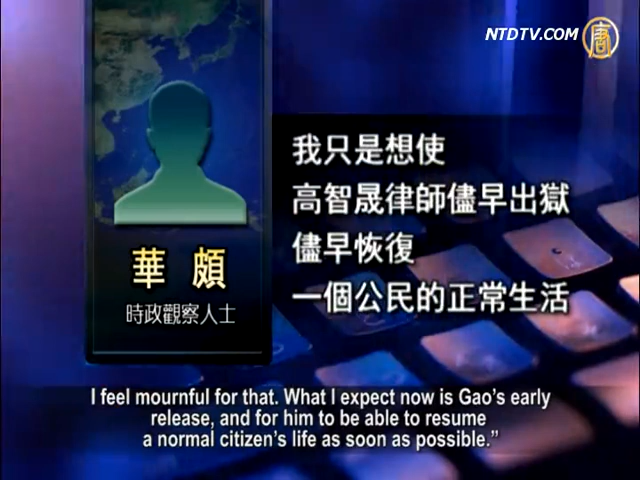 NTDTV.COM
唐
我只是想使
高智晟律師儘早出獄
儘早恢復
一個公民的正常生活
華頗
時政觀察人士
I feel mournful for that. What I expect now is Gao's early
release, and for him to be able to resume
a normal citizen's life as soon as possible.”